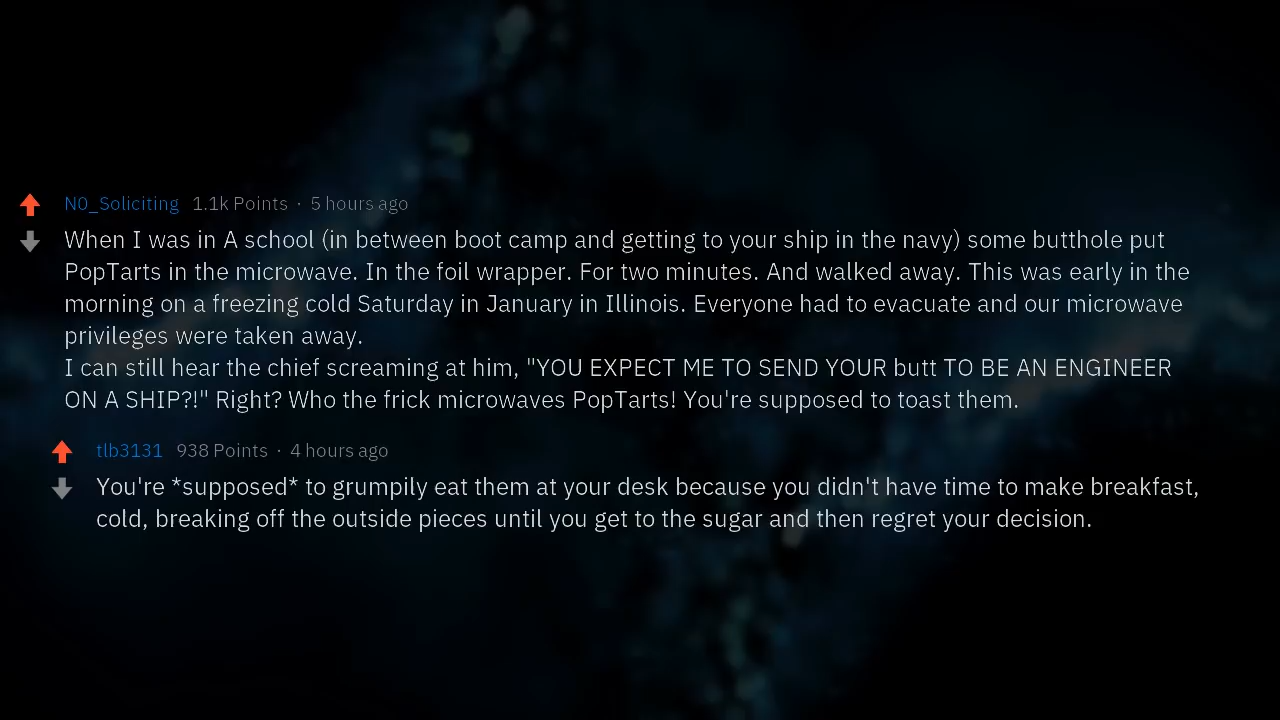 N0_Soliciting 1.1k Points · 5 hours ago
When I was in A school (in between boot camp and getting to your ship in the navy) some butthole put
PopTarts in the microwave. In the foil wrapper. For two minutes. And walked away. This was early in the
morning on a freezing cold Saturday in January in Illinois. Everyone had to evacuate and our microwave
privileges were taken away.
I can still hear the chief screaming at him, "YOU EXPECT ME TO SEND YOUR butt TO BE AN ENGINEER
ON A SHIP?!" Right? Who the frick microwaves PopTarts! You're supposed to toast them.
tlb3131 938 Points · 4 hours ago
You're *supposed* to grumpily eat them at your desk because you didn't have time to make breakfast,
cold, breaking off the outside pieces until you get to the sugar and then regret your decision.